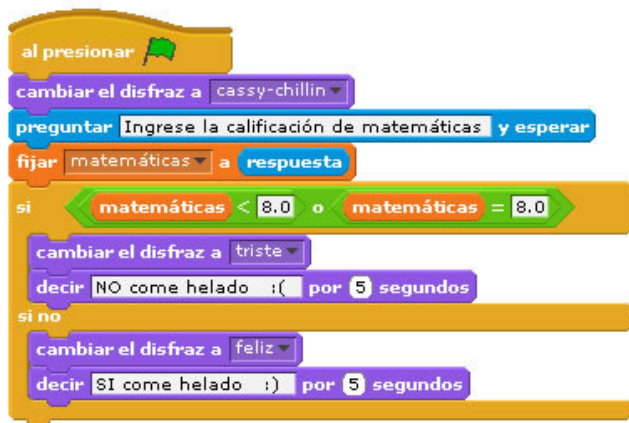 al presionar
cambiar el disfraz a cassy-chillin
preguntar Ingrese la calificación de matemáticas y esperar
fijar matemáticas a respuesta
si matemáticas < 8.0 o matemáticas = 8.0
cambiar el disfraz a triste
decir NO come helado :( por 5 segundos
si no
cambiar el disfraz a feliz
decir SI come helado :) por 5 segundos